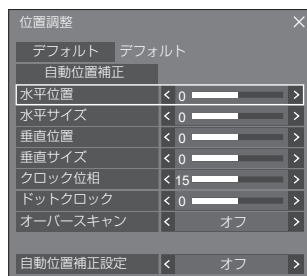 位置調整 ×
デフォルト デフォルト
自動位置補正
水平位置 < 0 >
水平サイズ < 0 >
垂直位置 < 0 >
垂直サイズ < 0 >
クロック位相 < 15 >
ドットクロック < 0 >
オーバースキャン < オフ >
自動位置補正設定 < オフ >